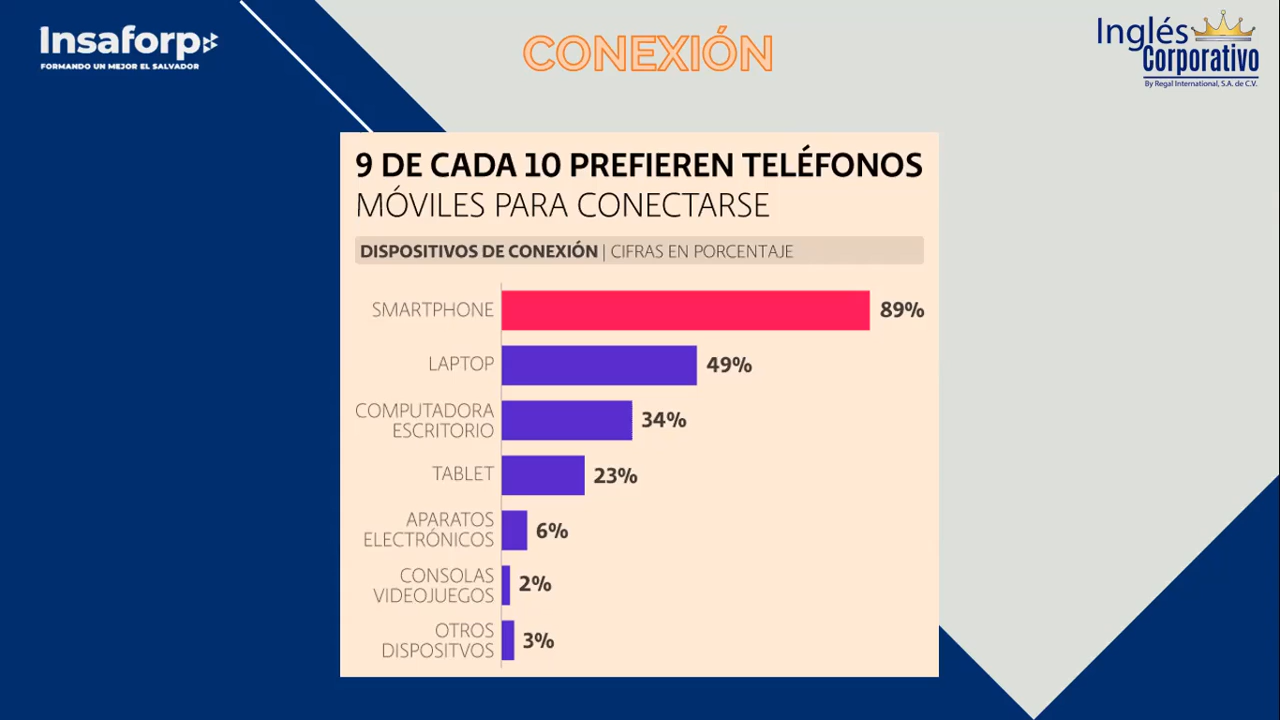 Insaforp
FORMANDO UN MEJOR EL SALVADOR
CONEXIÓN
Inglés
Corporativo
By Regal International, S.A. de C.V.
9 DE CADA 10 PREFIEREN TELÉFONOS
MÓVILES PARA CONECTARSE
DISPOSITIVOS DE CONEXIÓN | CIFRAS EN PORCENTAJE
SMARTPHONE 89%
LAPTOP 49%
COMPUTADORA
ESCRITORIO 34%
TABLET 23%
APARATOS
ELECTRÓNICOS 6%
CONSOLAS
VIDEOJUEGOS 2%
OTROS
DISPOSITVOS 3%